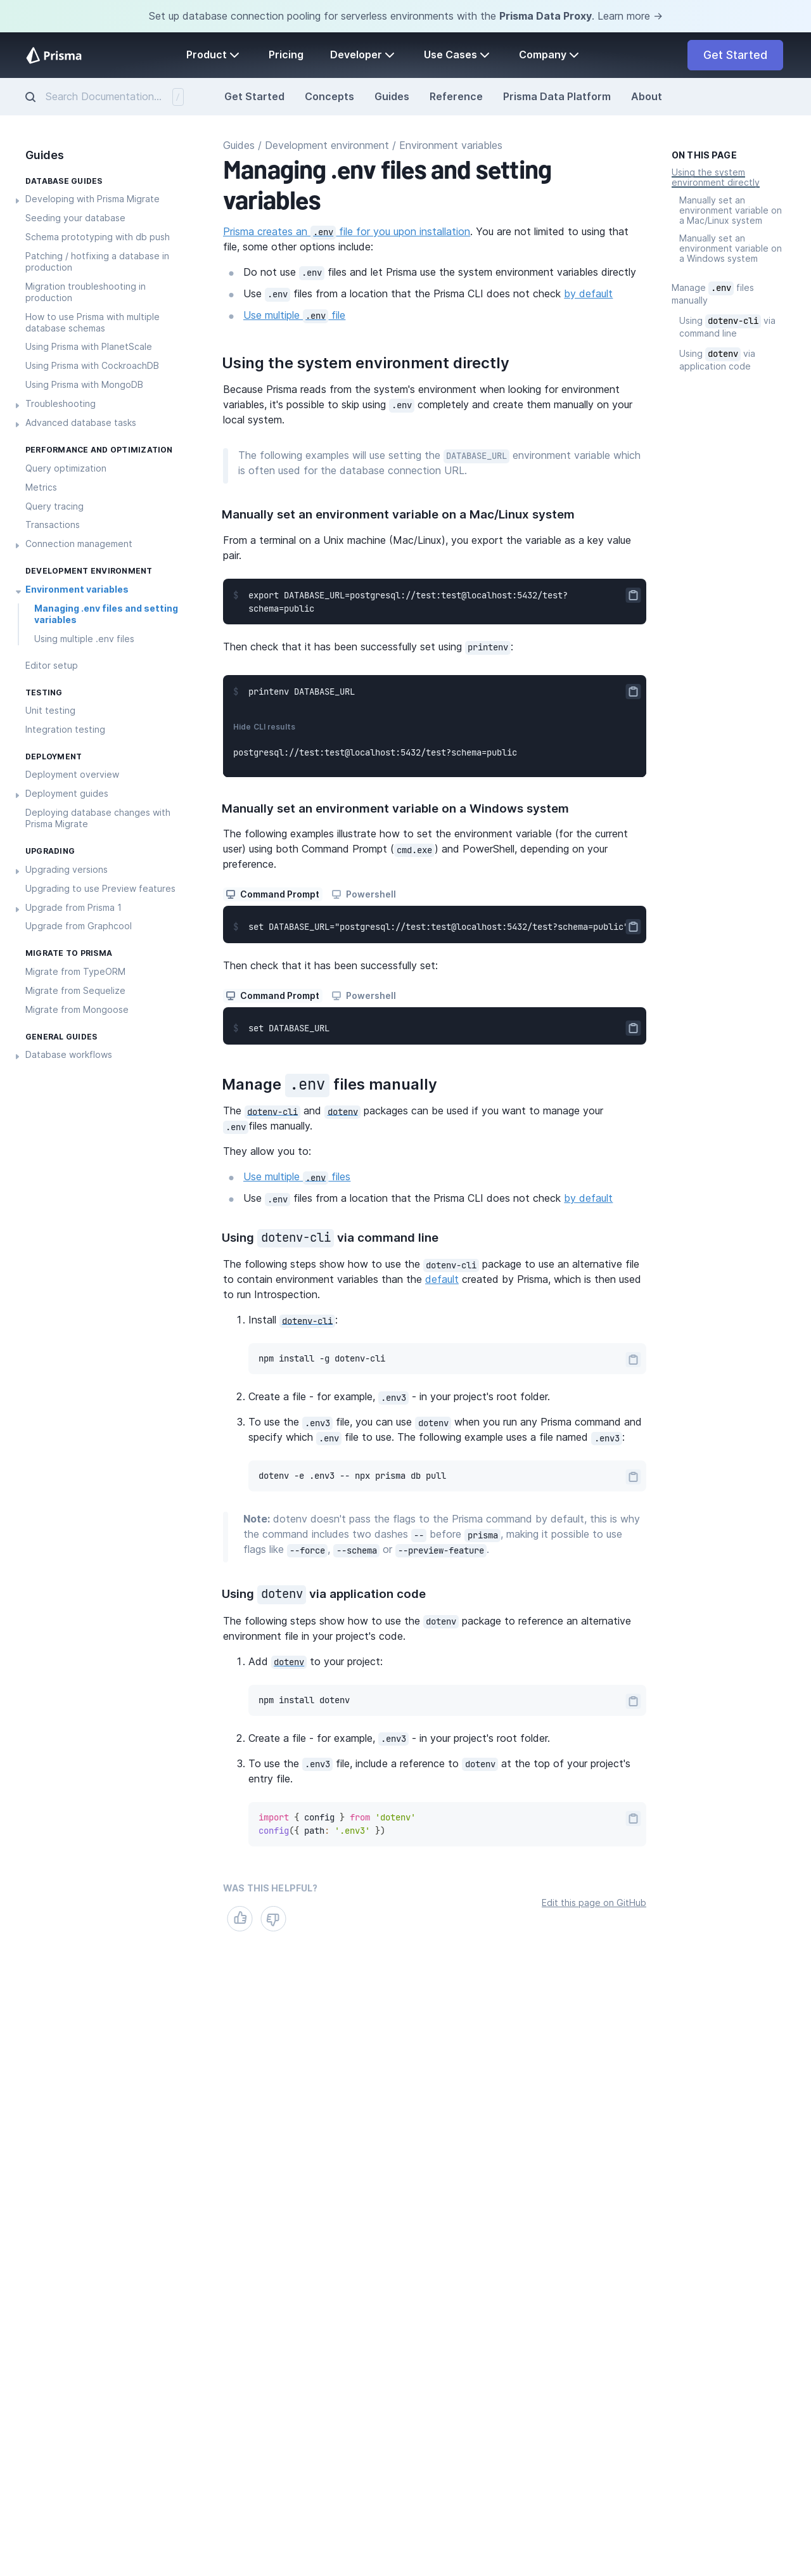 Set up database connection pooling for serverless environments with the Prisma Data Proxy. Learn more →
Prisma
Product
Pricing
Developer
Use Cases
Company
Get Started
Search Documentation... /
Get Started
Concepts
Guides
Reference
Prisma Data Platform
About
Guides
DATABASE GUIDES
Developing with Prisma Migrate
Seeding your database
Schema prototyping with db push
Patching / hotfixing a database in
production
Migration troubleshooting in
production
How to use Prisma with multiple
database schemas
Using Prisma with PlanetScale
Using Prisma with CockroachDB
Using Prisma with MongoDB
Troubleshooting
Advanced database tasks
PERFORMANCE AND OPTIMIZATION
Query optimization
Metrics
Query tracing
Transactions
Connection management
DEVELOPMENT ENVIRONMENT
Environment variables
Managing .env files and setting
variables
Using multiple .env files
Editor setup
TESTING
Unit testing
Integration testing
DEPLOYMENT
Deployment overview
Deployment guides
Deploying database changes with
Prisma Migrate
UPGRADING
Upgrading versions
Upgrading to use Preview features
Upgrade from Prisma 1
Upgrade from Graphcool
MIGRATE TO PRISMA
Migrate from TypeORM
Migrate from Sequelize
Migrate from Mongoose
GENERAL GUIDES
Database workflows
Guides / Development environment / Environment variables
Managing .env files and setting
variables
Prisma creates an .env file for you upon installation. You are not limited to using that
file, some other options include:
Do not use .env files and let Prisma use the system environment variables directly
Use .env files from a location that the Prisma CLI does not check by default
Use multiple .env file
Using the system environment directly
Because Prisma reads from the system's environment when looking for environment
variables, it's possible to skip using .env completely and create them manually on your
local system.
The following examples will use setting the DATABASE_URL environment variable which
is often used for the database connection URL.
Manually set an environment variable on a Mac/Linux system
From a terminal on a Unix machine (Mac/Linux), you export the variable as a key value
pair.
$ export DATABASE_URL=postgresql://test:test@localhost:5432/test?
schema=public
Then check that it has been successfully set using printenv:
$ printenv DATABASE_URL
Hide CLI results
postgresql://test:test@localhost:5432/test?schema=public
Manually set an environment variable on a Windows system
The following examples illustrate how to set the environment variable (for the current
user) using both Command Prompt (cmd.exe) and PowerShell, depending on your
preference.
Command Prompt Powershell
$ set DATABASE_URL="postgresql://test:test@localhost:5432/test?schema=public"
Then check that it has been successfully set:
Command Prompt Powershell
$ set DATABASE_URL
Manage .env files manually
The dotenv-cli and dotenv packages can be used if you want to manage your
.env files manually.
They allow you to:
Use multiple .env files
Use .env files from a location that the Prisma CLI does not check by default
Using dotenv-cli via command line
The following steps show how to use the dotenv-cli package to use an alternative file
to contain environment variables than the default created by Prisma, which is then used
to run Introspection.
1. Install dotenv-cli:
npm install -g dotenv-cli
2. Create a file - for example, .env3 - in your project's root folder.
3. To use the .env3 file, you can use dotenv when you run any Prisma command and
specify which .env file to use. The following example uses a file named .env3:
dotenv -e .env3 -- npx prisma db pull
Note: dotenv doesn't pass the flags to the Prisma command by default, this is why
the command includes two dashes -- before prisma, making it possible to use
flags like --force, --schema or --preview-feature.
Using dotenv via application code
The following steps show how to use the dotenv package to reference an alternative
environment file in your project's code.
1. Add dotenv to your project:
npm install dotenv
2. Create a file - for example, .env3 - in your project's root folder.
3. To use the .env3 file, include a reference to dotenv at the top of your project's
entry file.
import { config } from 'dotenv'
config({ path: '.env3' })
WAS THIS HELPFUL?
Edit this page on GitHub
ON THIS PAGE
Using the system
environment directly
Manually set an
environment variable on
a Mac/Linux system
Manually set an
environment variable on
a Windows system
Manage .env files
manually
Using dotenv-cli via
command line
Using dotenv via
application code